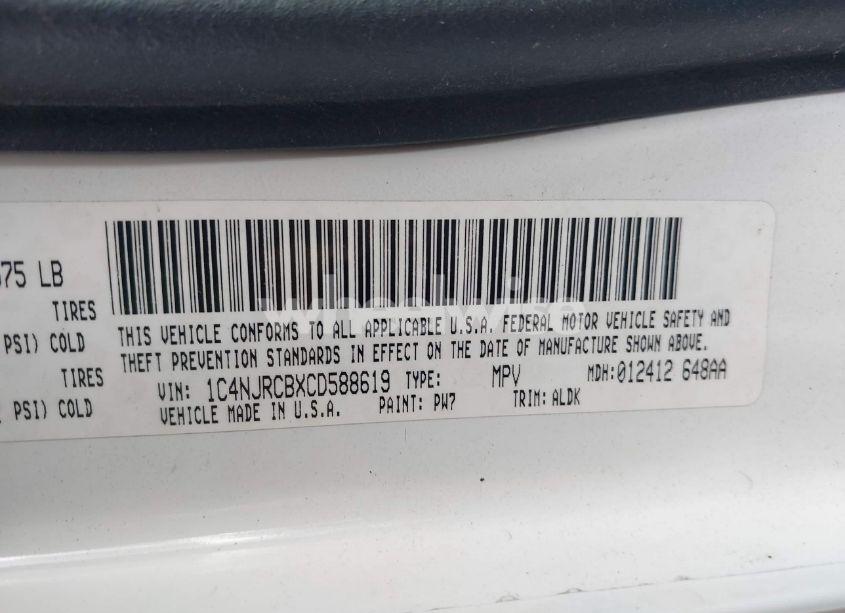 675 LB
TIRES
PSI) COLD
TIRES
PSI) COLD
THIS VEHICLE CONFORMS TO ALL APPLICABLE U.S.A. FEDERAL MOTOR VEHICLE SAFETY AND
THEFT PREVENTION STANDARDS IN EFFECT ON THE DATE OF MANUFACTURE SHOWN ABOVE.
VIN: 1C4NJRCBXCD588619 TYPE: MPV MDH:012412 648AA
VEHICLE MADE IN U.S.A. PAINT: PW7 TRIM: ALDK
wheelwise